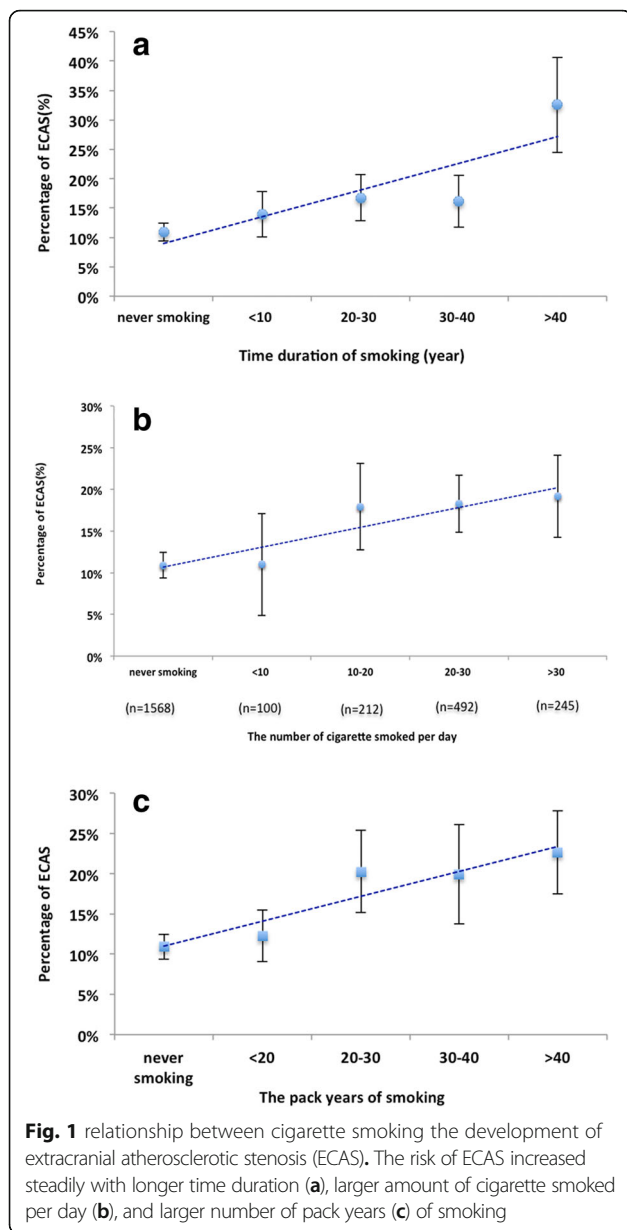 a
45%
40%
35%
30%
25%
20%
15%
10%
5%
0%
Percentage of ECAS(%)
never smoking <10 20-30 30-40 >40
Time duration of smoking (year)
b
30%
25%
20%
15%
10%
5%
0%
Percentage of ECAS(%)
never smoking <10 10-20 20-30 >30
(n=1568) (n=100) (n=212) (n=492) (n=245)
The number of cigarette smoked per day
c
30%
25%
20%
15%
10%
5%
0%
Percentage of ECAS
never
smoking <20 20-30 30-40 >40
The pack years of smoking
Fig. 1 relationship between cigarette smoking the development of
extracranial atherosclerotic stenosis (ECAS). The risk of ECAS increased
steadily with longer time duration (a), larger amount of cigarette smoked
per day (b), and larger number of pack years (c) of smoking